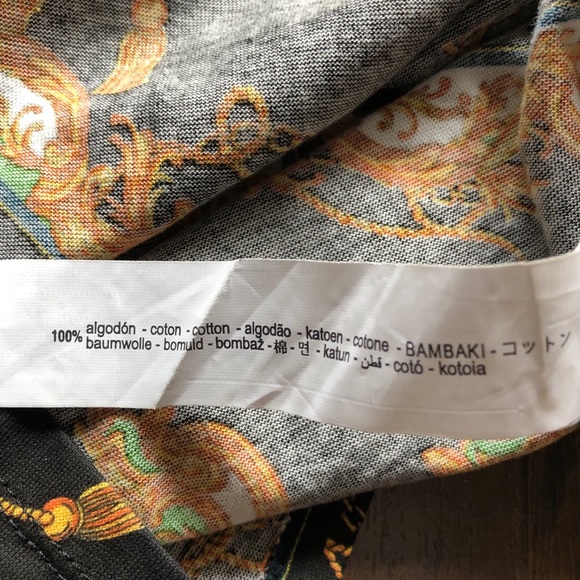 100% algodón - coton - cotton - algodão - katoen - cotone - BAMBAKI - コットン
baumwolle - bomuld - bombaž - 棉 - 면 - katun - قطن - cotó - kotoia